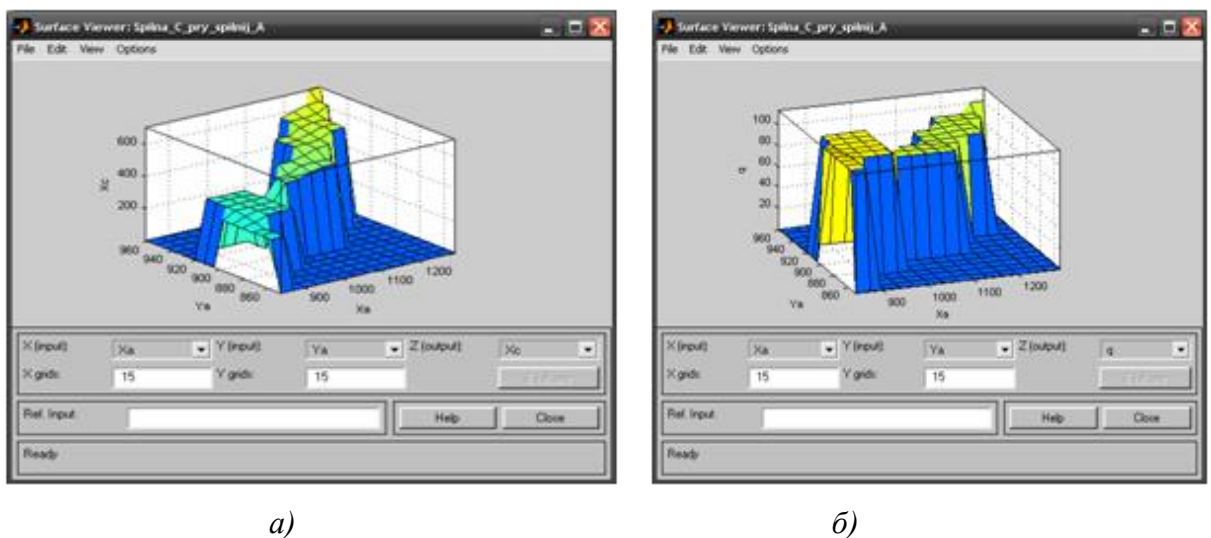 Surface Viewer: Spilna_C_pry_spilnij_A
File Edit View Options
600
400
200
Xc
960
940
920
900
880
860
Ya
900
1000
1100
1200
Xa
X (input):
Xa
Y (input):
Ya
Z (output):
Xc
X grids:
15
Y grids:
15
Ref. Input:
Help
Close
Ready
а)
Surface Viewer: Spilna_C_pry_spilnij_A
File Edit View Options
100
80
60
40
20
q
960
940
920
900
880
860
Ya
900
1000
1100
1200
Xa
X (input):
Xa
Y (input):
Ya
Z (output):
q
X grids:
15
Y grids:
15
Ref. Input:
Help
Close
Ready
б)